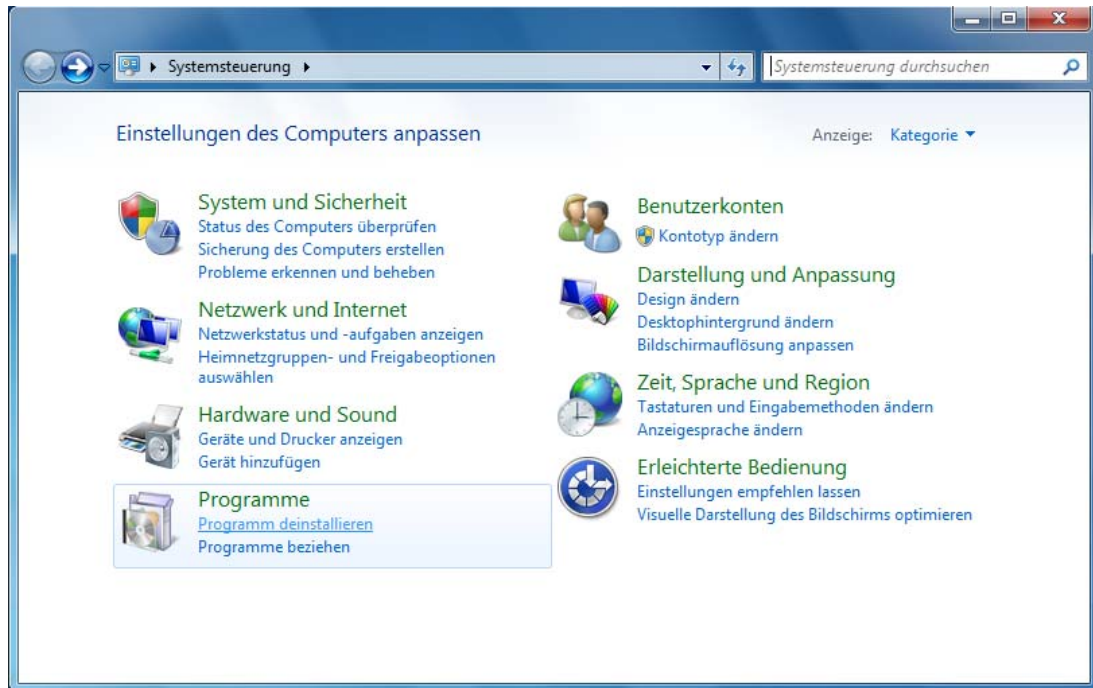 Systemsteuerung
Systemsteuerung durchsuchen
Einstellungen des Computers anpassen
Anzeige: Kategorie
System und Sicherheit
Status des Computers überprüfen
Sicherung des Computers erstellen
Probleme erkennen und beheben
Netzwerk und Internet
Netzwerkstatus und -aufgaben anzeigen
Heimnetzgruppen- und Freigabeoptionen
auswählen
Hardware und Sound
Geräte und Drucker anzeigen
Gerät hinzufügen
Programme
Programm deinstallieren
Programme beziehen
Benutzerkonten
Kontotyp ändern
Darstellung und Anpassung
Design ändern
Desktophintergrund ändern
Bildschirmauflösung anpassen
Zeit, Sprache und Region
Tastaturen und Eingabemethoden ändern
Anzeigesprache ändern
Erleichterte Bedienung
Einstellungen empfehlen lassen
Visuelle Darstellung des Bildschirms optimieren